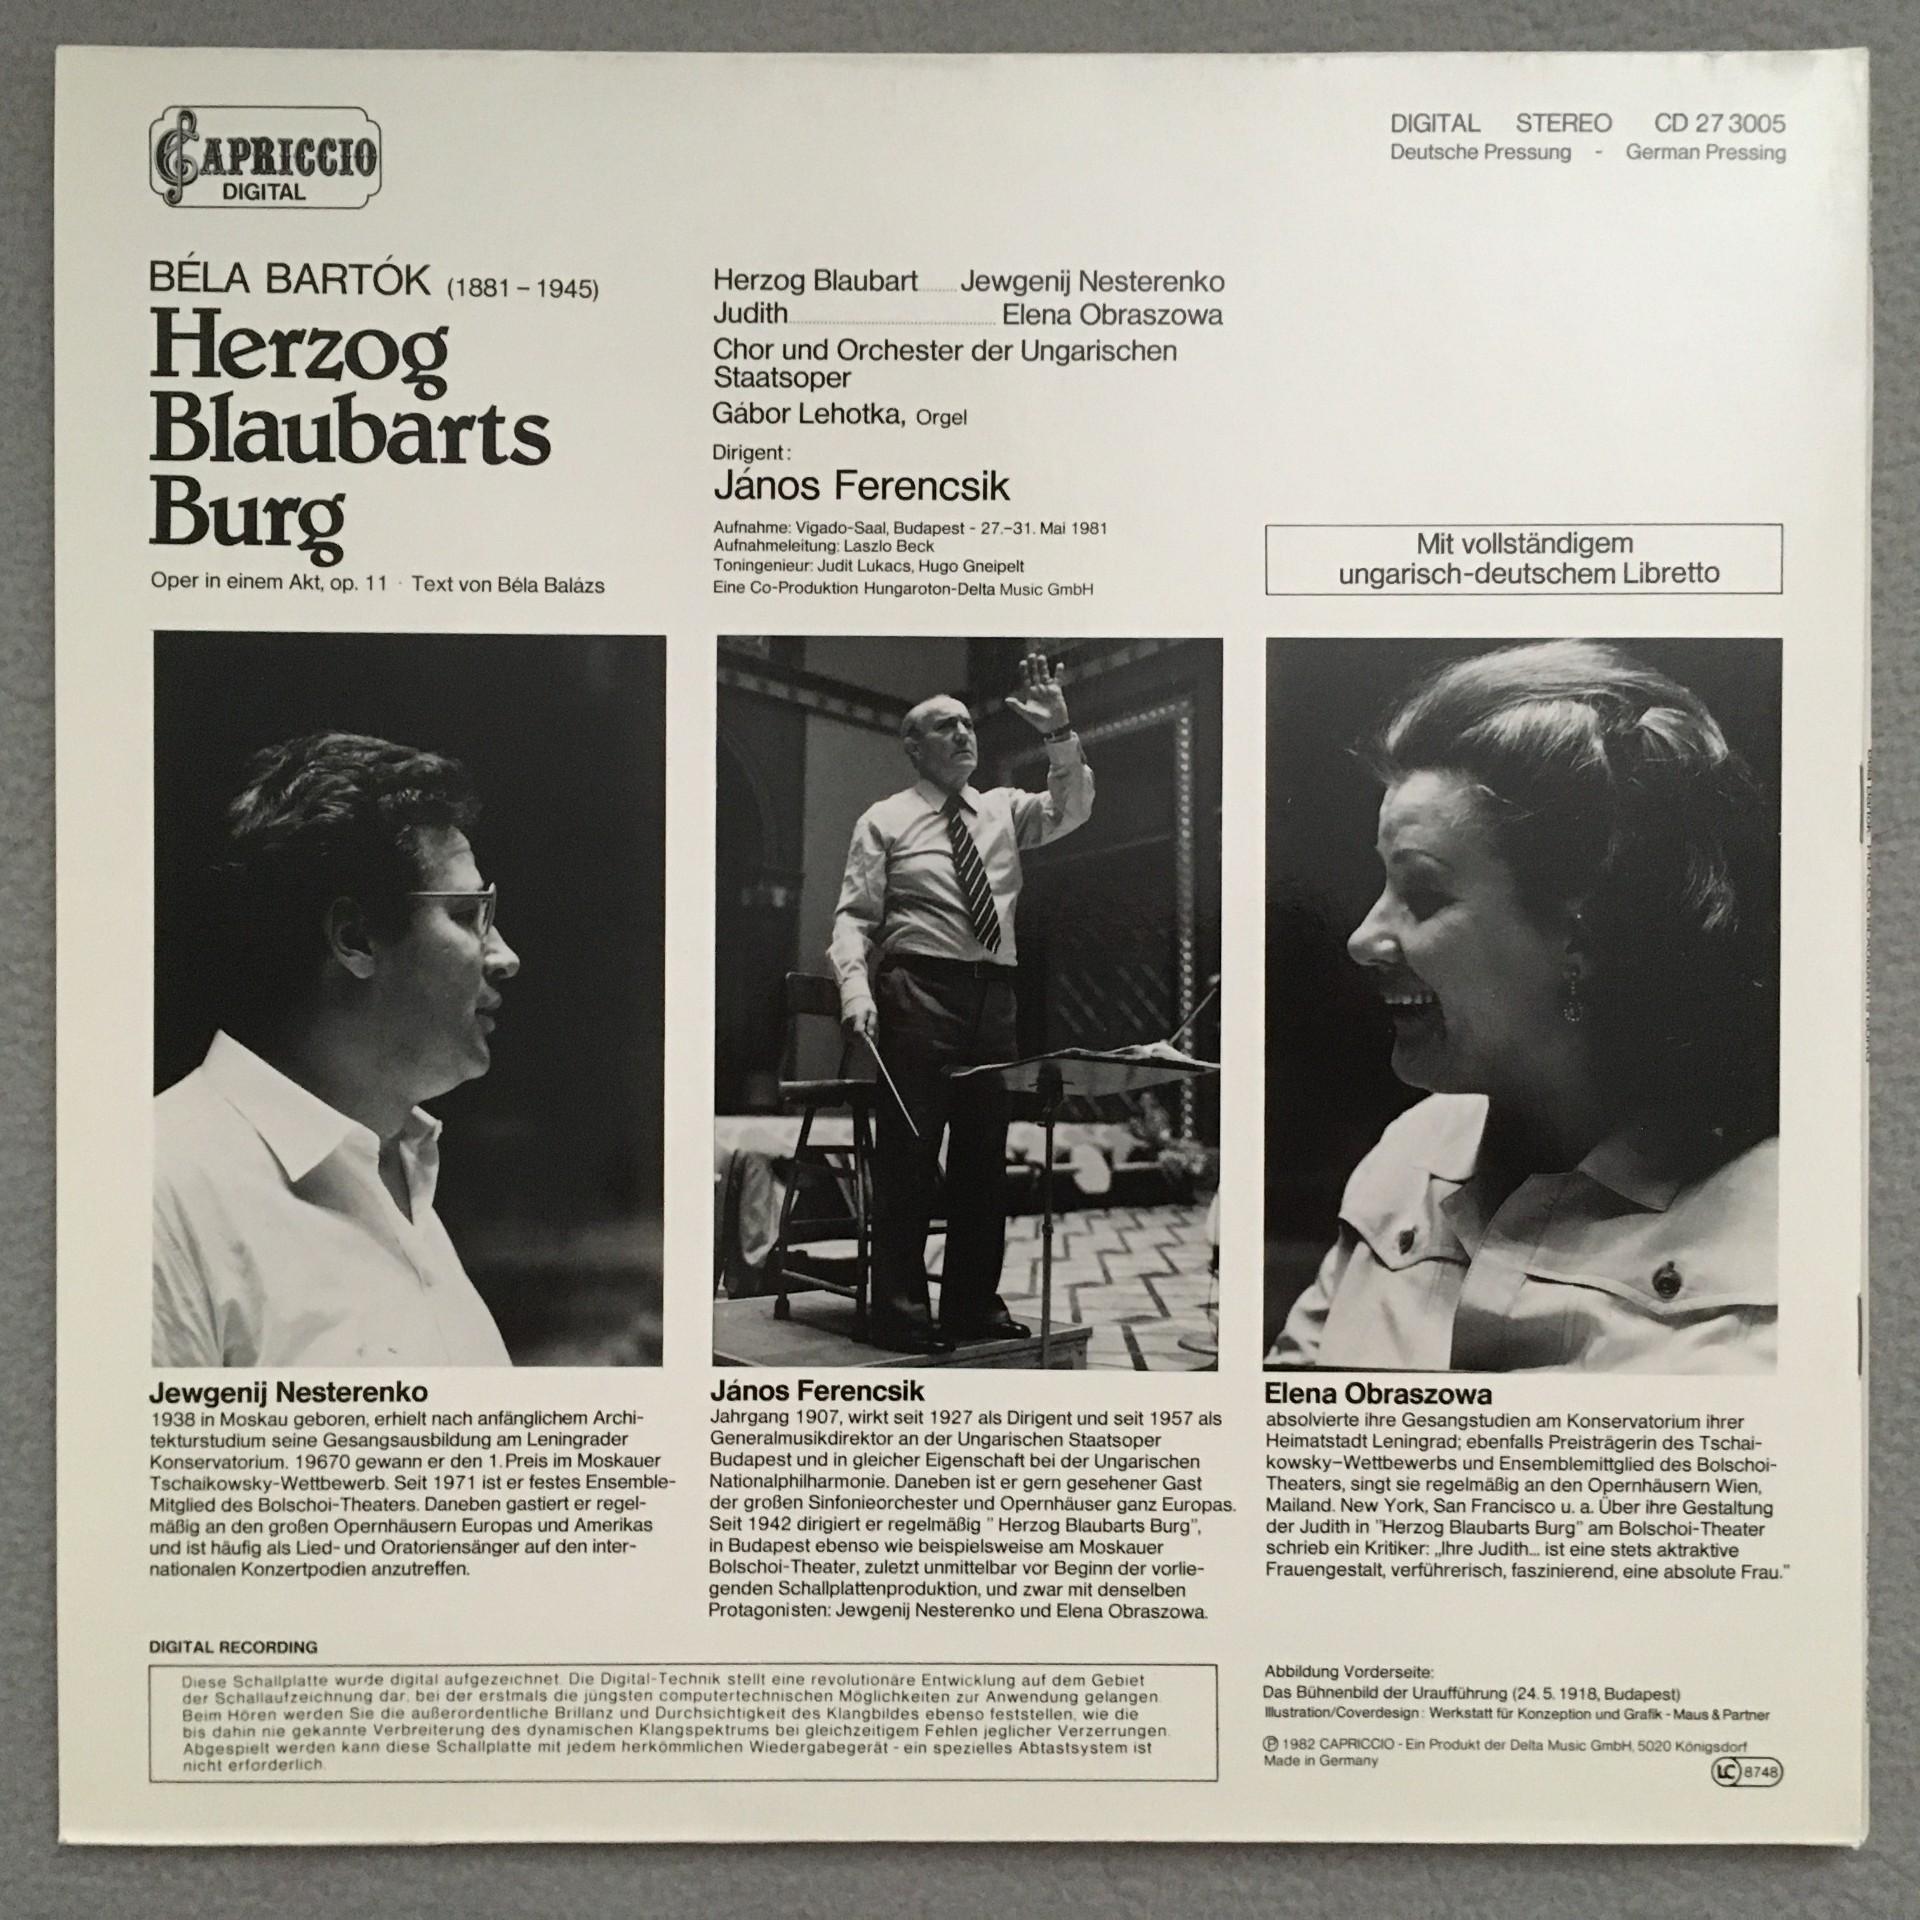 CAPRICCIO
DIGITAL
DIGITAL STEREO CD 27 3005
Deutsche Pressung - German Pressing
BÉLA BARTÓK (1881–1945)
Herzog
Blaubarts
Burg
Oper in einem Akt, op. 11 · Text von Béla Balázs
Herzog Blaubart ...... Jewgenij Nesterenko
Judith .............................. Elena Obraszowa
Chor und Orchester der Ungarischen
Staatsoper
Gábor Lehotka, Orgel
Dirigent:
János Ferencsik
Aufnahme: Vigado-Saal, Budapest - 27.–31. Mai 1981
Aufnahmeleitung: Laszlo Beck
Toningenieur: Judit Lukacs, Hugo Gneipelt
Eine Co-Produktion Hungaroton-Delta Music GmbH
Mit vollständigem
ungarisch-deutschem Libretto
Jewgenij Nesterenko
1938 in Moskau geboren, erhielt nach anfänglichem Archi-
tekturstudium seine Gesangsausbildung am Leningrader
Konservatorium. 19670 gewann er den 1. Preis im Moskauer
Tschaikowsky-Wettbewerb. Seit 1971 ist er festes Ensemble-
Mitglied des Bolschoi-Theaters. Daneben gastiert er regel-
mäßig an den großen Opernhäusern Europas und Amerikas
und ist häufig als Lied- und Oratoriensänger auf den inter-
nationalen Konzertpodien anzutreffen.
János Ferencsik
Jahrgang 1907, wirkt seit 1927 als Dirigent und seit 1957 als
Generalmusikdirektor an der Ungarischen Staatsoper
Budapest und in gleicher Eigenschaft bei der Ungarischen
Nationalphilharmonie. Daneben ist er gern gesehener Gast
der großen Sinfonieorchester und Opernhäuser ganz Europas.
Seit 1942 dirigiert er regelmäßig " Herzog Blaubarts Burg",
in Budapest ebenso wie beispielsweise am Moskauer
Bolschoi-Theater, zuletzt unmittelbar vor Beginn der vorlie-
genden Schallplattenproduktion, und zwar mit denselben
Protagonisten: Jewgenij Nesterenko und Elena Obraszowa.
Elena Obraszowa
absolvierte ihre Gesangstudien am Konservatorium ihrer
Heimatstadt Leningrad; ebenfalls Preisträgerin des Tschai-
kowsky-Wettbewerbs und Ensemblemitglied des Bolschoi-
Theaters, singt sie regelmäßig an den Opernhäusern Wien,
Mailand. New York, San Francisco u. a. Über ihre Gestaltung
der Judith in "Herzog Blaubarts Burg" am Bolschoi-Theater
schrieb ein Kritiker: „Ihre Judith... ist eine stets aktraktive
Frauengestalt, verführerisch, faszinierend, eine absolute Frau."
DIGITAL RECORDING
Diese Schallplatte wurde digital aufgezeichnet. Die Digital-Technik stellt eine revolutionäre Entwicklung auf dem Gebiet
der Schallaufzeichnung dar, bei der erstmals die jüngsten computertechnischen Möglichkeiten zur Anwendung gelangen.
Beim Hören werden Sie die außerordentliche Brillanz und Durchsichtigkeit des Klangbildes ebenso feststellen, wie die
bis dahin nie gekannte Verbreiterung des dynamischen Klangspektrums bei gleichzeitigem Fehlen jeglicher Verzerrungen.
Abgespielt werden kann diese Schallplatte mit jedem herkömmlichen Wiedergabegerät - ein spezielles Abtastsystem ist
nicht erforderlich.
Abbildung Vorderseite:
Das Bühnenbild der Uraufführung (24. 5. 1918, Budapest)
Illustration/Coverdesign: Werkstatt für Konzeption und Grafik - Maus & Partner
Ⓟ 1982 CAPRICCIO - Ein Produkt der Delta Music GmbH, 5020 Königsdorf
Made in Germany
LC 8748